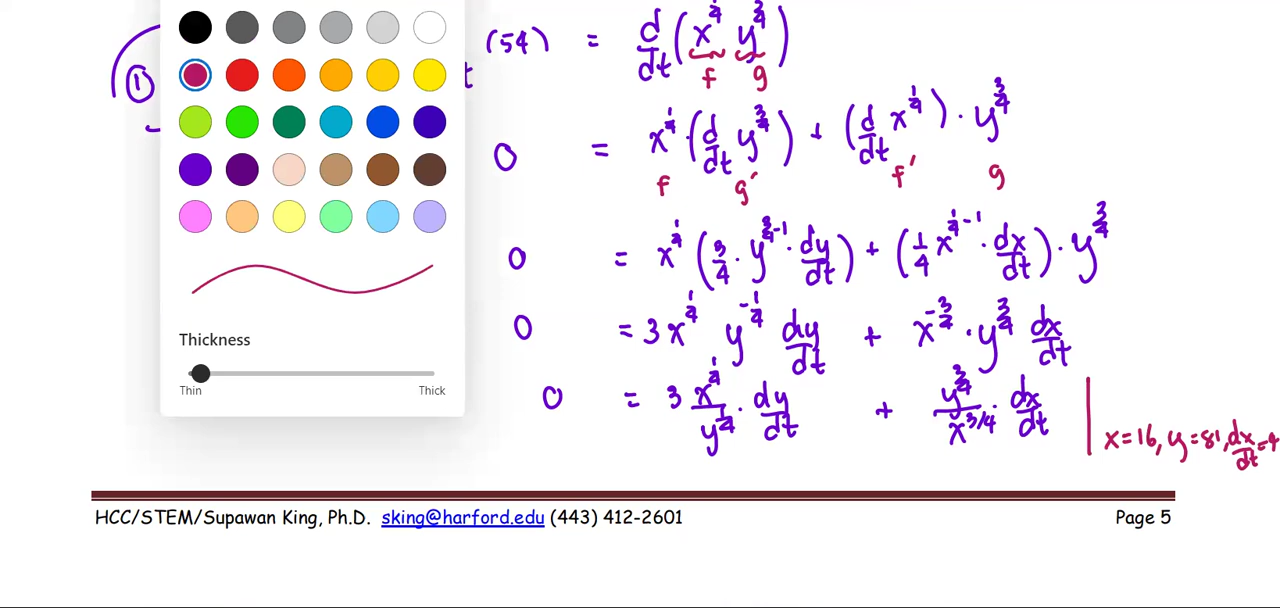 (54) = d/dt (x^{1/4} y^{3/4})
①
t
f g
0 = x^{1/4} · (d/dt y^{3/4}) + (d/dt x^{1/4}) · y^{3/4}
f g' f' g
0 = x^{1/4} (3/4 · y^{3/4 - 1} · dy/dt) + (1/4 x^{1/4 - 1} · dx/dt) · y^{3/4}
0 = 3 x^{1/4} y^{-1/4} dy/dt + x^{-3/4} · y^{3/4} dx/dt
0 = 3 x^{1/4}/y^{1/4} · dy/dt + y^{3/4}/x^{3/4} · dx/dt | x=16, y=81, dx/dt=4
Thickness
Thin Thick
HCC/STEM/Supawan King, Ph.D. sking@harford.edu (443) 412-2601 Page 5